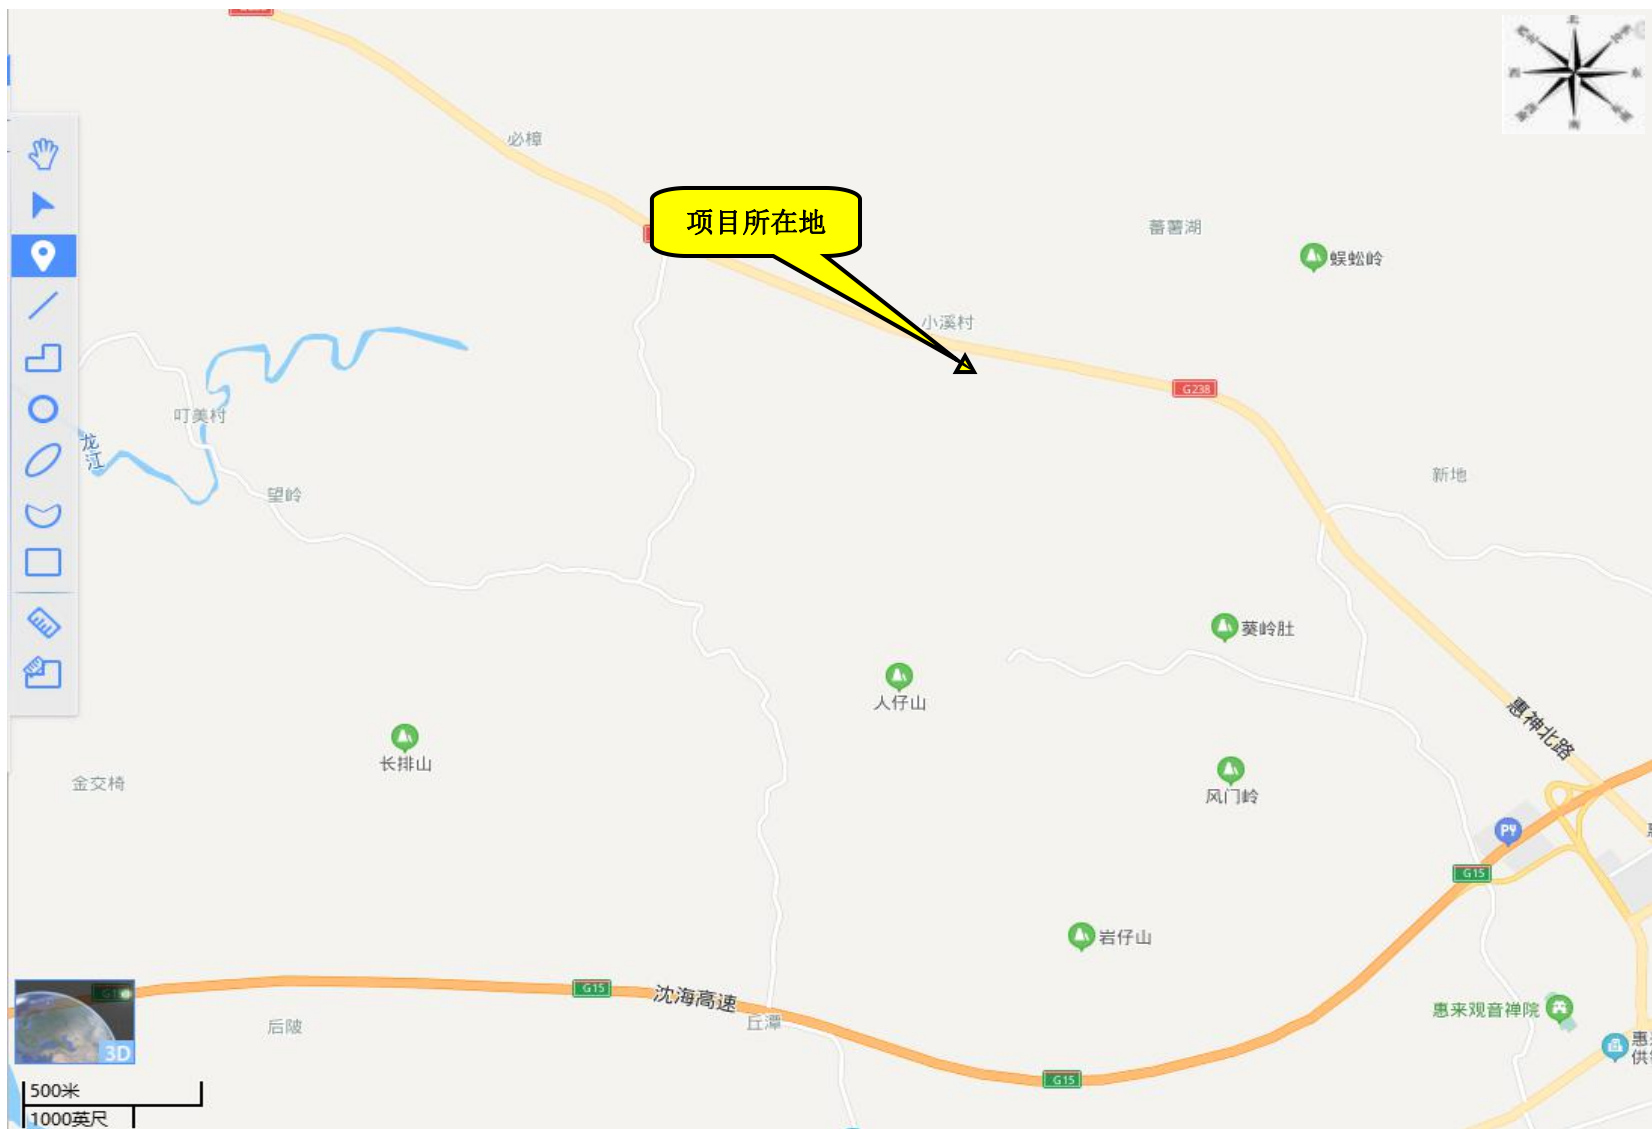 北
西
东
南
必樟
项目所在地
蕃薯湖
蜈蚣岭
小溪村
G238
叮美村
龙江
望岭
新地
葵岭肚
人仔山
惠神北路
长排山
金交椅
风门岭
G15
岩仔山
G15
沈海高速
惠来观音禅院
后陂
丘潭
3D
G15
500米
1000英尺